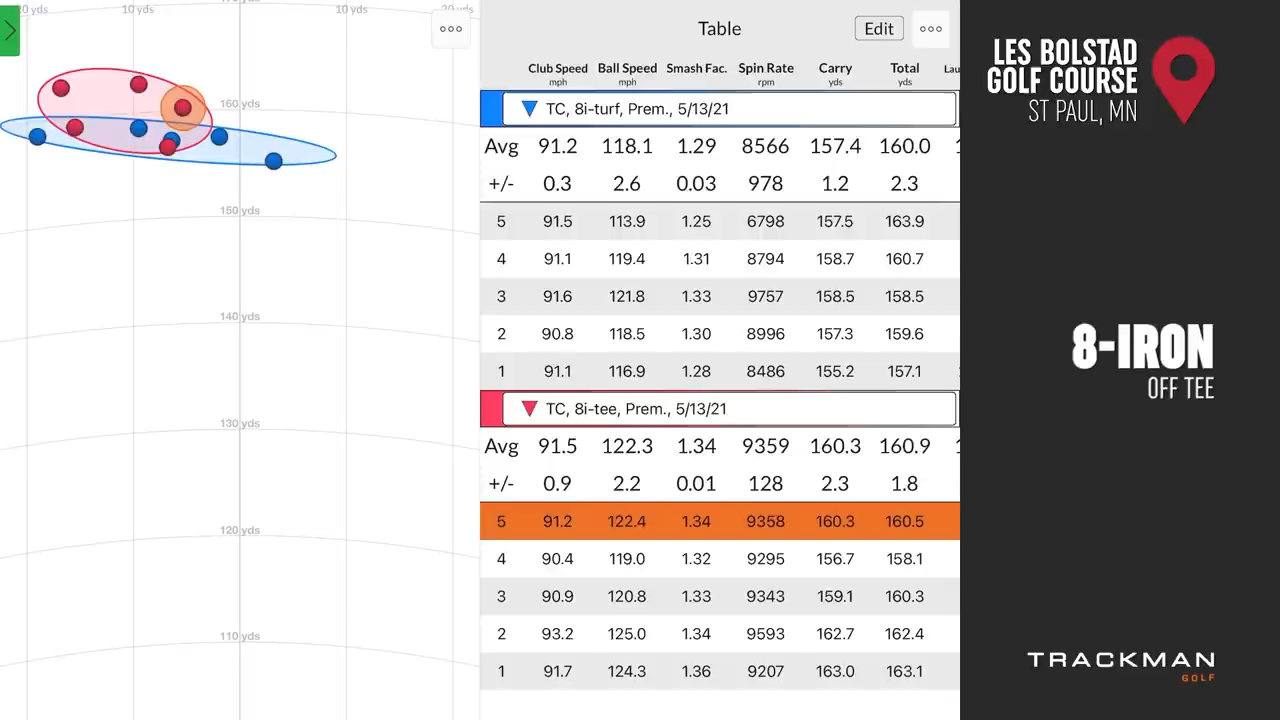 20 yds 10 yds 170 yds 10 yds 20 yds
160 yds
150 yds
140 yds
130 yds
120 yds
110 yds
Table
Edit
Club Speed Ball Speed Smash Fac. Spin Rate Carry Total Lau
mph mph rpm yds yds
TC, 8i-turf, Prem., 5/13/21
Avg 91.2 118.1 1.29 8566 157.4 160.0 1
+/- 0.3 2.6 0.03 978 1.2 2.3
5 91.5 113.9 1.25 6798 157.5 163.9
4 91.1 119.4 1.31 8794 158.7 160.7
3 91.6 121.8 1.33 9757 158.5 158.5
2 90.8 118.5 1.30 8996 157.3 159.6
1 91.1 116.9 1.28 8486 155.2 157.1
TC, 8i-tee, Prem., 5/13/21
Avg 91.5 122.3 1.34 9359 160.3 160.9 1
+/- 0.9 2.2 0.01 128 2.3 1.8
5 91.2 122.4 1.34 9358 160.3 160.5
4 90.4 119.0 1.32 9295 156.7 158.1
3 90.9 120.8 1.33 9343 159.1 160.3
2 93.2 125.0 1.34 9593 162.7 162.4
1 91.7 124.3 1.36 9207 163.0 163.1
LES BOLSTAD
GOLF COURSE
ST PAUL, MN
8-IRON
OFF TEE
TRACKMAN
GOLF